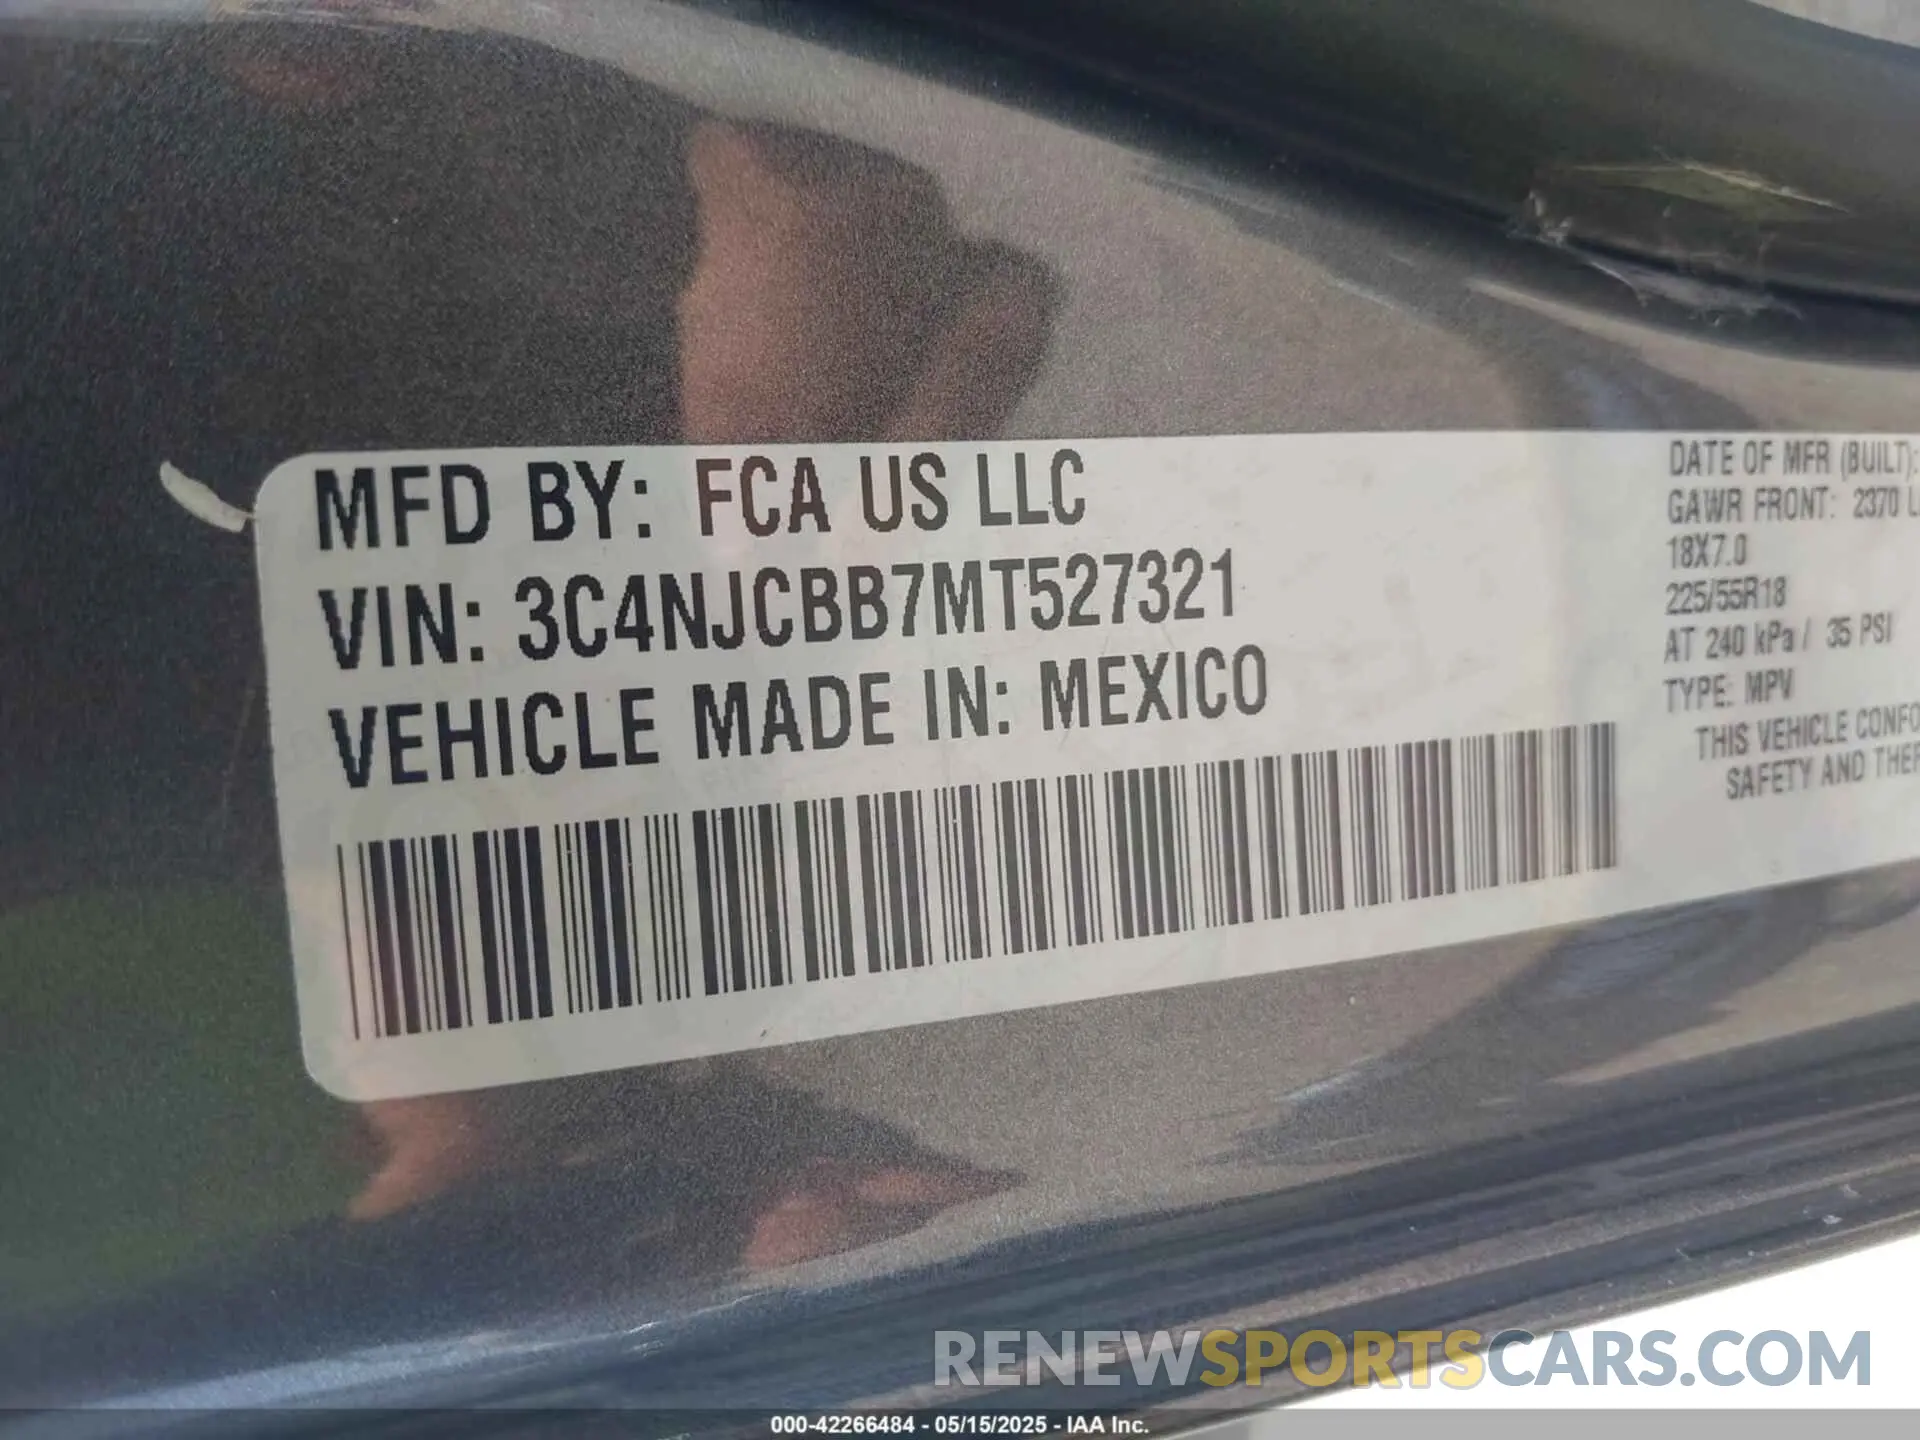 MFD BY: FCA US LLC
VIN: 3C4NJCBB7MT527321
VEHICLE MADE IN: MEXICO
DATE OF MFR (BUILT):
GAWR FRONT: 2370
18X7.0
225/55R18
AT 240 kPa / 35 PSI
TYPE: MPV
THIS VEHICLE
SAFETY AND
RENEWSPORTSCARS.COM
000-42266484 - 05/15/2025 - IAA Inc.